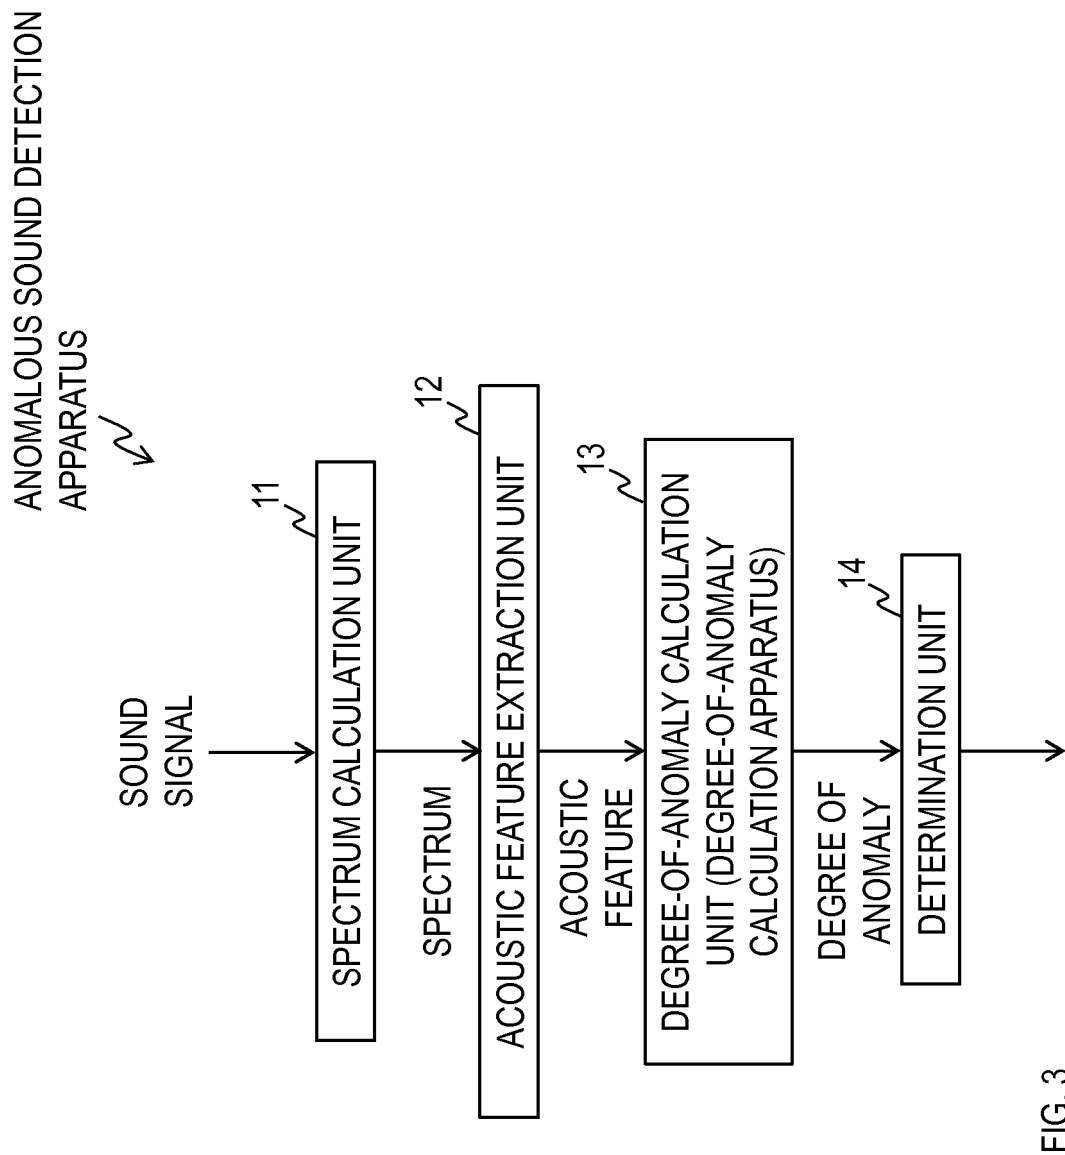 FIG. 3
ANOMALOUS SOUND DETECTION
APPARATUS
SOUND
SIGNAL
11
SPECTRUM CALCULATION UNIT
SPECTRUM
12
ACOUSTIC FEATURE EXTRACTION UNIT
ACOUSTIC
FEATURE
13
DEGREE-OF-ANOMALY CALCULATION
UNIT (DEGREE-OF-ANOMALY
CALCULATION APPARATUS)
DEGREE OF
ANOMALY
14
DETERMINATION UNIT